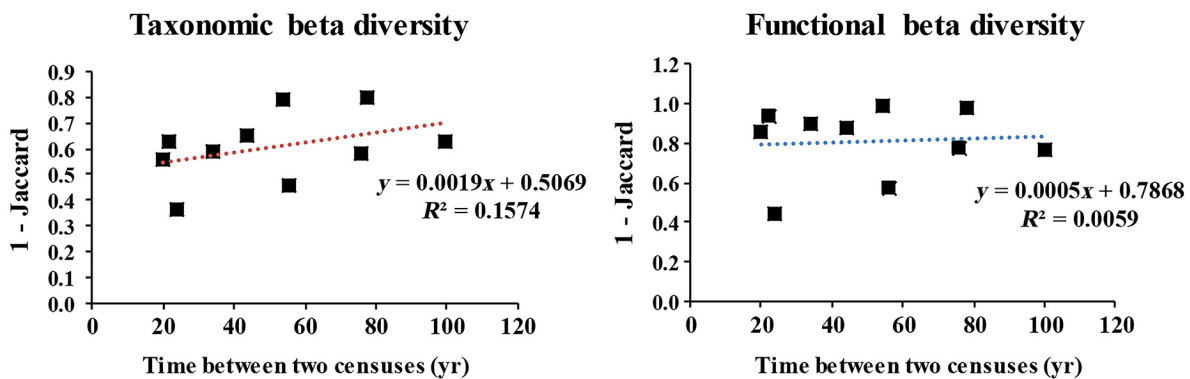 Taxonomic beta diversity
1 - Jaccard
0.9
0.8
0.7
0.6
0.5
0.4
0.3
0.2
0.1
0.0
y = 0.0019x + 0.5069
R² = 0.1574
0 20 40 60 80 100 120
Time between two censuses (yr)
Functional beta diversity
1 - Jaccard
1.2
1.0
0.8
0.6
0.4
0.2
0.0
y = 0.0005x + 0.7868
R² = 0.0059
0 20 40 60 80 100 120
Time between two censuses (yr)